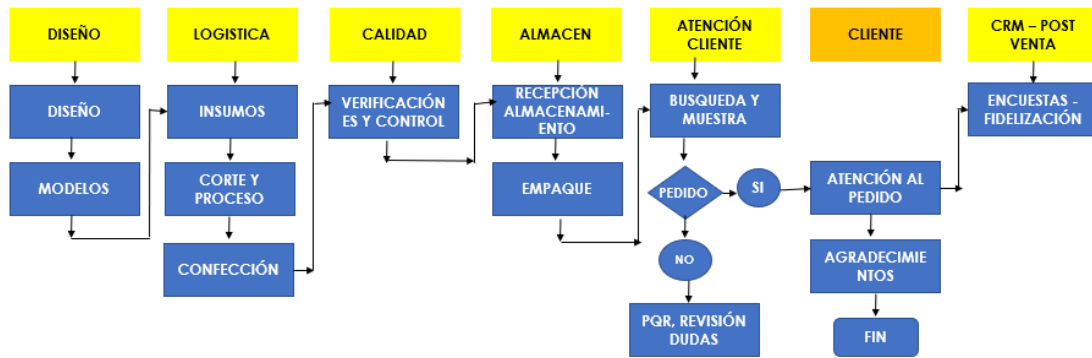 DISEÑO
LOGISTICA
CALIDAD
ALMACEN
ATENCIÓN
CLIENTE
CLIENTE
CRM – POST
VENTA
DISEÑO
INSUMOS
VERIFICACIÓN
ES Y CONTROL
RECEPCIÓN
ALMACENAMI-
ENTO
BUSQUEDA Y
MUESTRA
ENCUESTAS -
FIDELIZACIÓN
MODELOS
CORTE Y
PROCESO
EMPAQUE
PEDIDO
SI
ATENCIÓN AL
PEDIDO
CONFECCIÓN
NO
AGRADECIMIE
NTOS
PQR, REVISIÓN
DUDAS
FIN